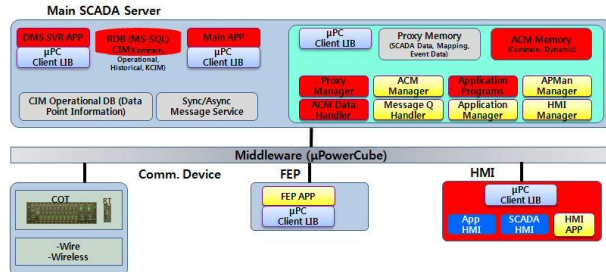 Main SCADA Server
DMS SVR APP
µPC
Client LIB
RDB (MS-SQL)
CIM (Common,
Operational,
Historical, KCIM)
Main APP
µPC
Client LIB
CIM Operational DB (Data
Point Information)
Sync/Async
Message Service
µPC
Client LIB
Proxy Memory
(SCADA Data, Mapping,
Event Data)
ACM Memory
(Common, Dynamic)
Proxy
Manager
ACM
Manager
Application
Programs
APMan
Manager
ACM Data
Handler
Message Q
Handler
Application
Manager
HMI
Manager
Middleware (µPowerCube)
Comm. Device
FEP
HMI
COT
RT
-Wire
-Wireless
FEP APP
µPC
Client LIB
µPC
Client LIB
App
HMI
SCADA
HMI
HMI
APP